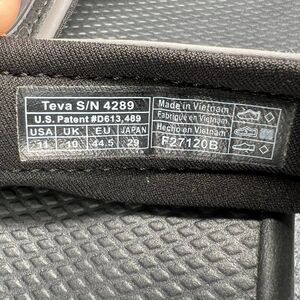 Teva S/N 4289
U.S. Patent #D613,489
USA UK EU JAPAN
11 10 44.5 29
Made in Vietnam
Fabriqué en Vietnam
Hecho en Vietnam
F27120B